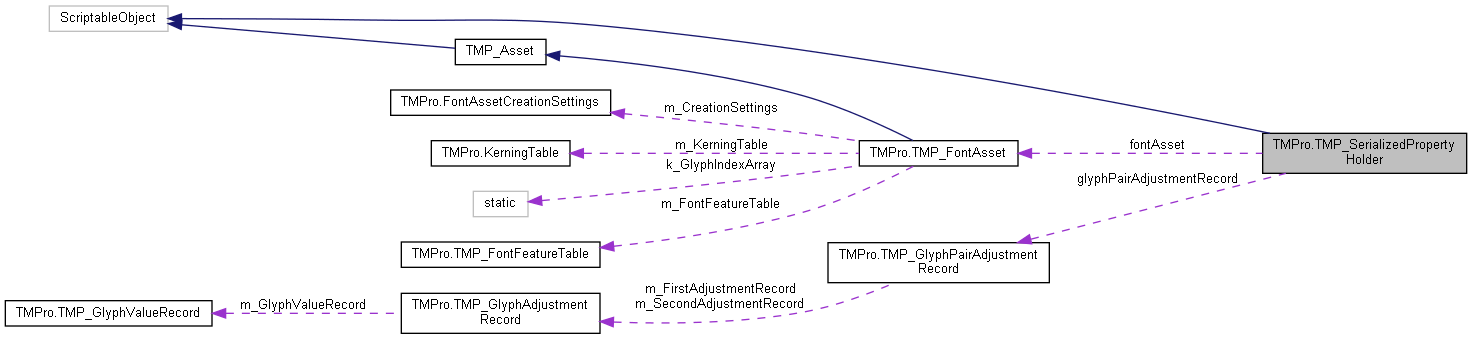 ScriptableObject
TMP_Asset
TMPro.FontAssetCreationSettings
m_CreationSettings
TMPro.KerningTable
m_KerningTable
k_GlyphIndexArray
TMPro.TMP_FontAsset
fontAsset
TMPro.TMP_SerializedProperty
Holder
static
m_FontFeatureTable
glyphPairAdjustmentRecord
TMPro.TMP_FontFeatureTable
TMPro.TMP_GlyphPairAdjustment
Record
TMPro.TMP_GlyphValueRecord
m_GlyphValueRecord
TMPro.TMP_GlyphAdjustment
Record
m_FirstAdjustmentRecord
m_SecondAdjustmentRecord